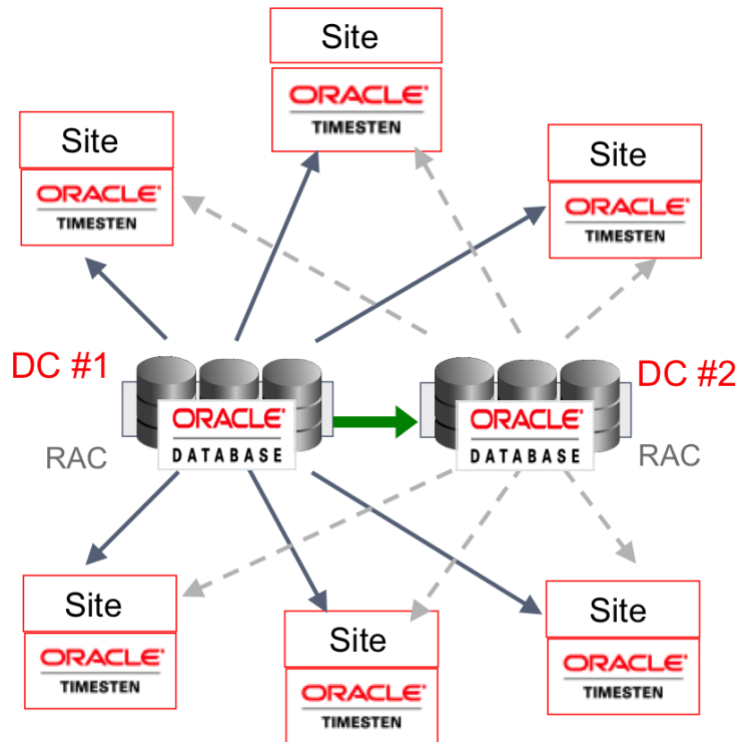 Site
ORACLE®
TIMESTEN
Site
ORACLE®
TIMESTEN
Site
ORACLE®
TIMESTEN
DC #1
RAC
ORACLE®
DATABASE
ORACLE®
DATABASE
DC #2
RAC
Site
ORACLE®
TIMESTEN
Site
ORACLE®
TIMESTEN
Site
ORACLE®
TIMESTEN